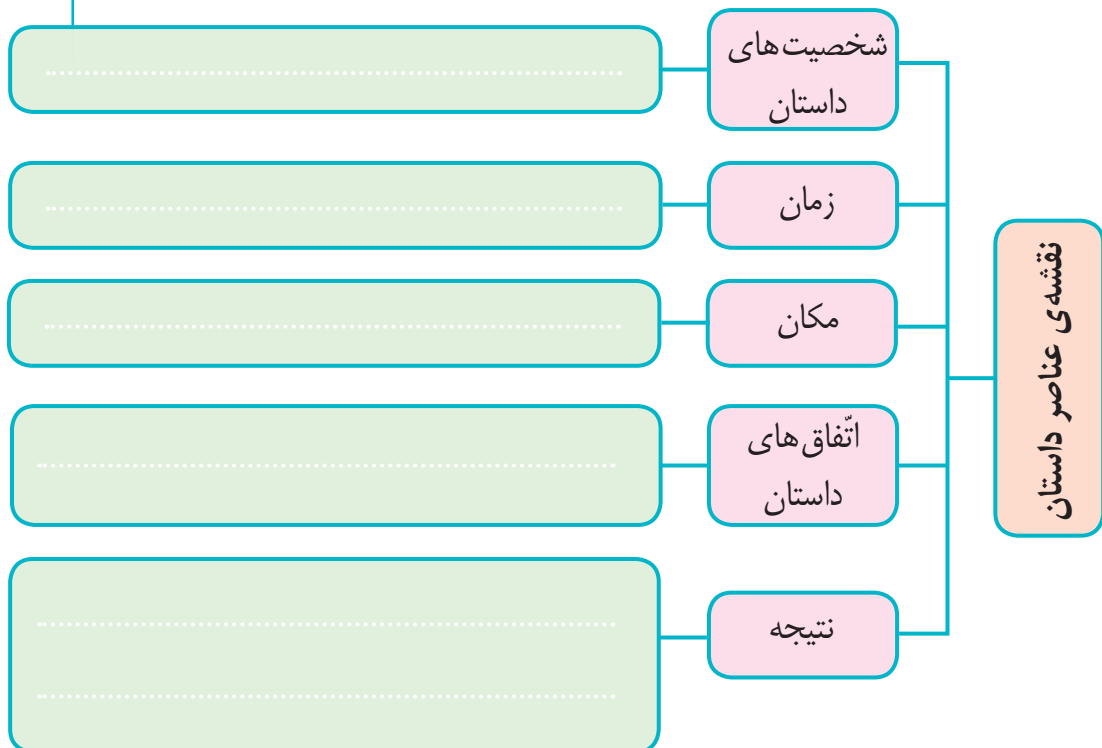 نقشه‌ی عناصر داستان
شخصیت‌های
داستان
زمان
مکان
اتّفاق‌های
داستان
نتیجه